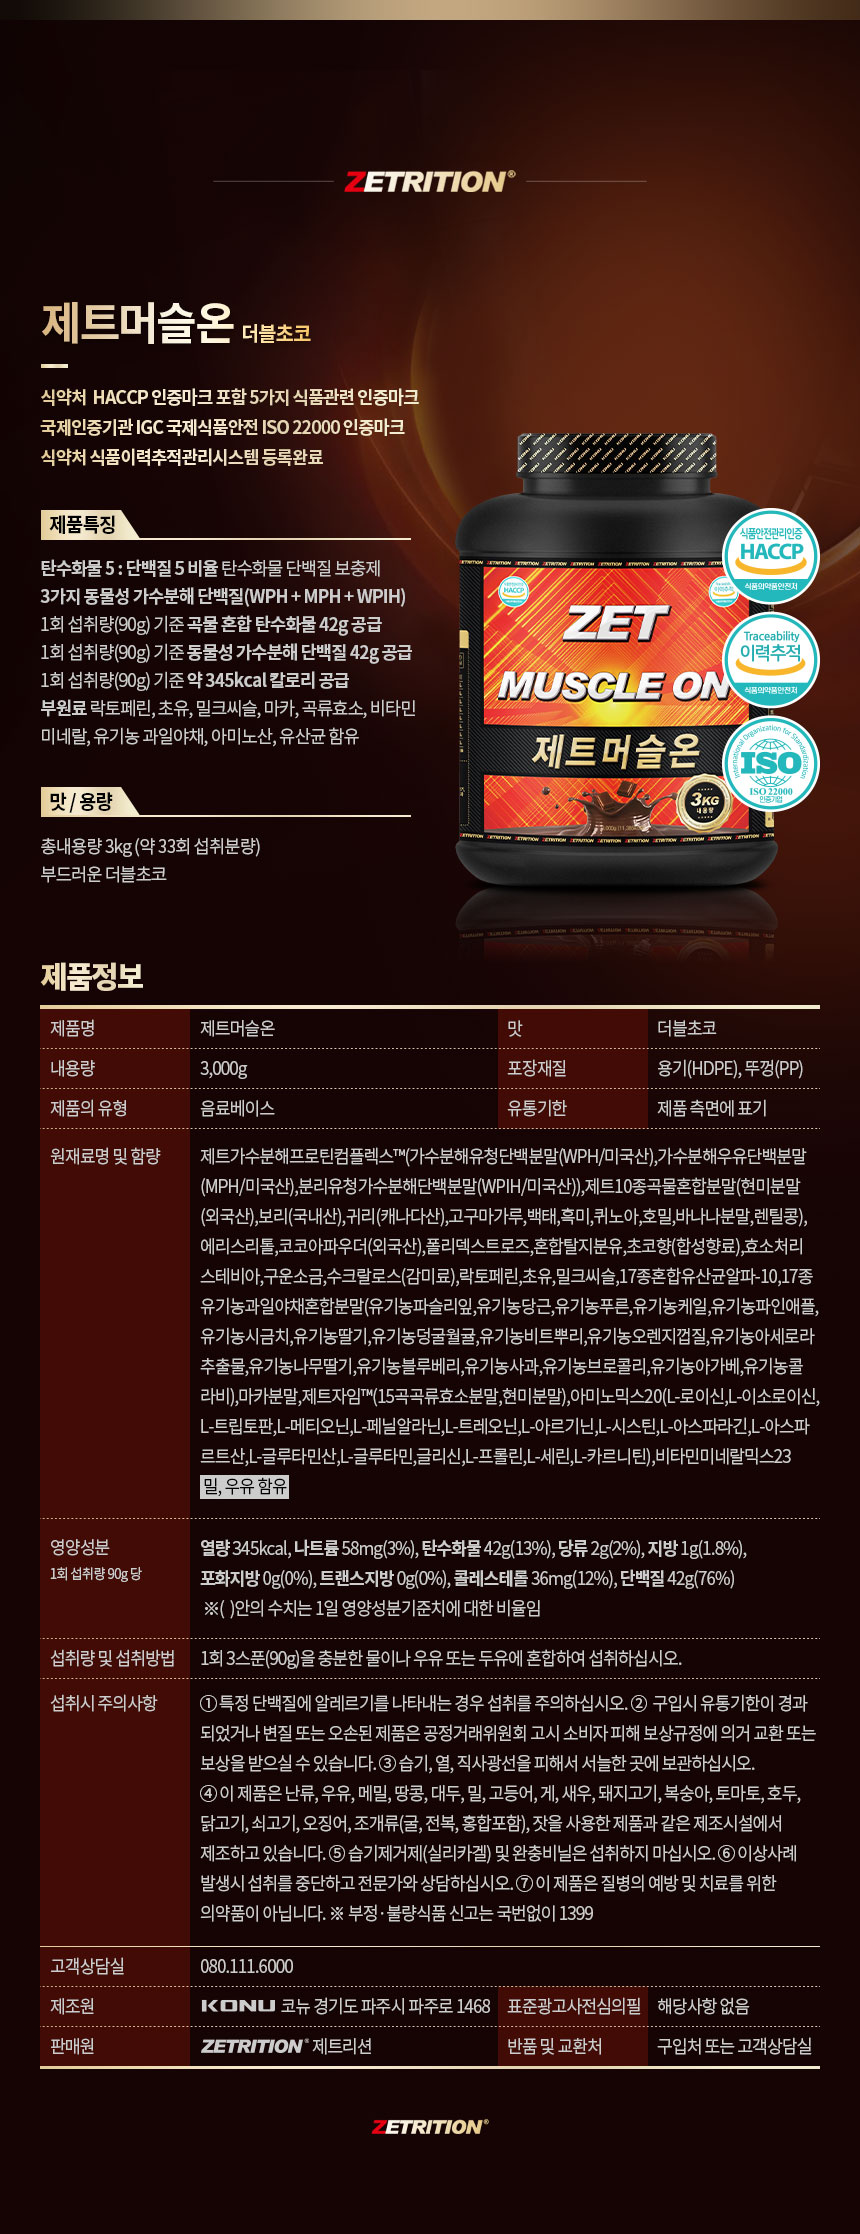 ZETRITION®
제트머슬온 더블초코
식약처 HACCP 인증마크 포함 5가지 식품관련 인증마크
국제인증기관 IGC 국제식품안전 ISO 22000 인증마크
식약처 식품이력추적관리시스템 등록완료
제품특징
탄수화물 5 : 단백질 5 비율 탄수화물 단백질 보충제
3가지 동물성 가수분해 단백질(WPH + MPH + WPIH)
1회 섭취량(90g) 기준 곡물 혼합 탄수화물 42g 공급
1회 섭취량(90g) 기준 동물성 가수분해 단백질 42g 공급
1회 섭취량(90g) 기준 약 345kcal 칼로리 공급
부원료 락토페린, 초유, 밀크씨슬, 마카, 곡류효소, 비타민
미네랄, 유기농 과일야채, 아미노산, 유산균 함유
맛 / 용량
총내용량 3kg (약 33회 섭취분량)
부드러운 더블초코
ZET
MUSCLE ON
제트머슬온
3KG
내용량
식품안전관리인증
HACCP
식품의약품안전처
Traceability
이력추적
식품의약품안전처
International Organization for Standardization
ISO
ISO 22000
인증기업
제품정보
제품명 제트머슬온 맛 더블초코
내용량 3,000g 포장재질 용기(HDPE), 뚜껑(PP)
제품의 유형 음료베이스 유통기한 제품 측면에 표기
원재료명 및 함량 제트가수분해프로틴컴플렉스™(가수분해유청단백분말(WPH/미국산),가수분해우유단백분말
(MPH/미국산),분리유청가수분해단백분말(WPIH/미국산)),제트10종곡물혼합분말(현미분말
(외국산),보리(국내산),귀리(캐나다산),고구마가루,백태,흑미,퀴노아,호밀,바나나분말,렌틸콩),
에리스리톨,코코아파우더(외국산),폴리덱스트로즈,혼합탈지분유,초코향(합성향료),효소처리
스테비아,구운소금,수크랄로스(감미료),락토페린,초유,밀크씨슬,17종혼합유산균알파-10,17종
유기농과일야채혼합분말(유기농파슬리잎,유기농당근,유기농푸룬,유기농케일,유기농파인애플,
유기농시금치,유기농딸기,유기농덩굴월귤,유기농비트뿌리,유기농오렌지껍질,유기농아세로라
추출물,유기농나무딸기,유기농블루베리,유기농사과,유기농브로콜리,유기농아가베,유기농콜
라비),마카분말,제트자임™(15곡곡류효소분말,현미분말),아미노믹스20(L-로이신,L-이소로이신,
L-트립토판,L-메티오닌,L-페닐알라닌,L-트레오닌,L-아르기닌,L-시스틴,L-아스파라긴,L-아스파
르트산,L-글루타민산,L-글루타민,글리신,L-프롤린,L-세린,L-카르니틴),비타민미네랄믹스23
밀, 우유 함유
영양성분 열량 345kcal, 나트륨 58mg(3%), 탄수화물 42g(13%), 당류 2g(2%), 지방 1g(1.8%),
1회 섭취량 90g 당 포화지방 0g(0%), 트랜스지방 0g(0%), 콜레스테롤 36mg(12%), 단백질 42g(76%)
※( )안의 수치는 1일 영양성분기준치에 대한 비율임
섭취량 및 섭취방법 1회 3스푼(90g)을 충분한 물이나 우유 또는 두유에 혼합하여 섭취하십시오.
섭취시 주의사항 ① 특정 단백질에 알레르기를 나타내는 경우 섭취를 주의하십시오. ② 구입시 유통기한이 경과
되었거나 변질 또는 오손된 제품은 공정거래위원회 고시 소비자 피해 보상규정에 의거 교환 또는
보상을 받으실 수 있습니다. ③ 습기, 열, 직사광선을 피해서 서늘한 곳에 보관하십시오.
④ 이 제품은 난류, 우유, 메밀, 땅콩, 대두, 밀, 고등어, 게, 새우, 돼지고기, 복숭아, 토마토, 호두,
닭고기, 쇠고기, 오징어, 조개류(굴, 전복, 홍합포함), 잣을 사용한 제품과 같은 제조시설에서
제조하고 있습니다. ⑤ 습기제거제(실리카겔) 및 완충비닐은 섭취하지 마십시오. ⑥ 이상사례
발생시 섭취를 중단하고 전문가와 상담하십시오. ⑦ 이 제품은 질병의 예방 및 치료를 위한
의약품이 아닙니다. ※ 부정·불량식품 신고는 국번없이 1399
고객상담실 080.111.6000
제조원 KONU 코뉴 경기도 파주시 파주로 1468 표준광고사전심의필 해당사항 없음
판매원 ZETRITION® 제트리션 반품 및 교환처 구입처 또는 고객상담실
ZETRITION®